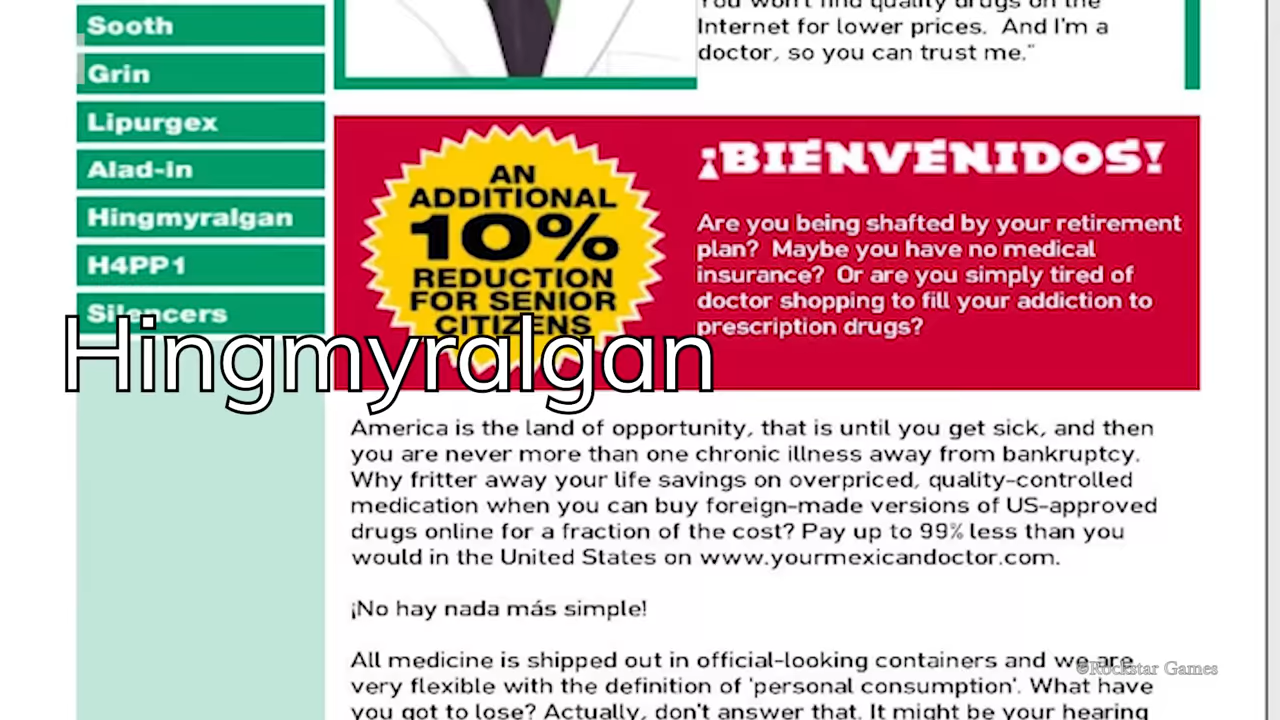 Sooth
Grin
Lipurgex
Alad-in
Hingmyralgan
H4PP1
Silencers
You won't find quality drugs on the
Internet for lower prices. And I'm a
doctor, so you can trust me."
AN
ADDITIONAL
10%
REDUCTION
FOR SENIOR
CITIZENS
¡BIENVENIDOS!
Are you being shafted by your retirement
plan? Maybe you have no medical
insurance? Or are you simply tired of
doctor shopping to fill your addiction to
prescription drugs?
Hingmyralgan
America is the land of opportunity, that is until you get sick, and then
you are never more than one chronic illness away from bankruptcy.
Why fritter away your life savings on overpriced, quality-controlled
medication when you can buy foreign-made versions of US-approved
drugs online for a fraction of the cost? Pay up to 99% less than you
would in the United States on www.yourmexicandoctor.com.
¡No hay nada más simple!
All medicine is shipped out in official-looking containers and we are
very flexible with the definition of 'personal consumption'. What have
you got to lose? Actually, don't answer that. It might be your hearing
©Rockstar Games